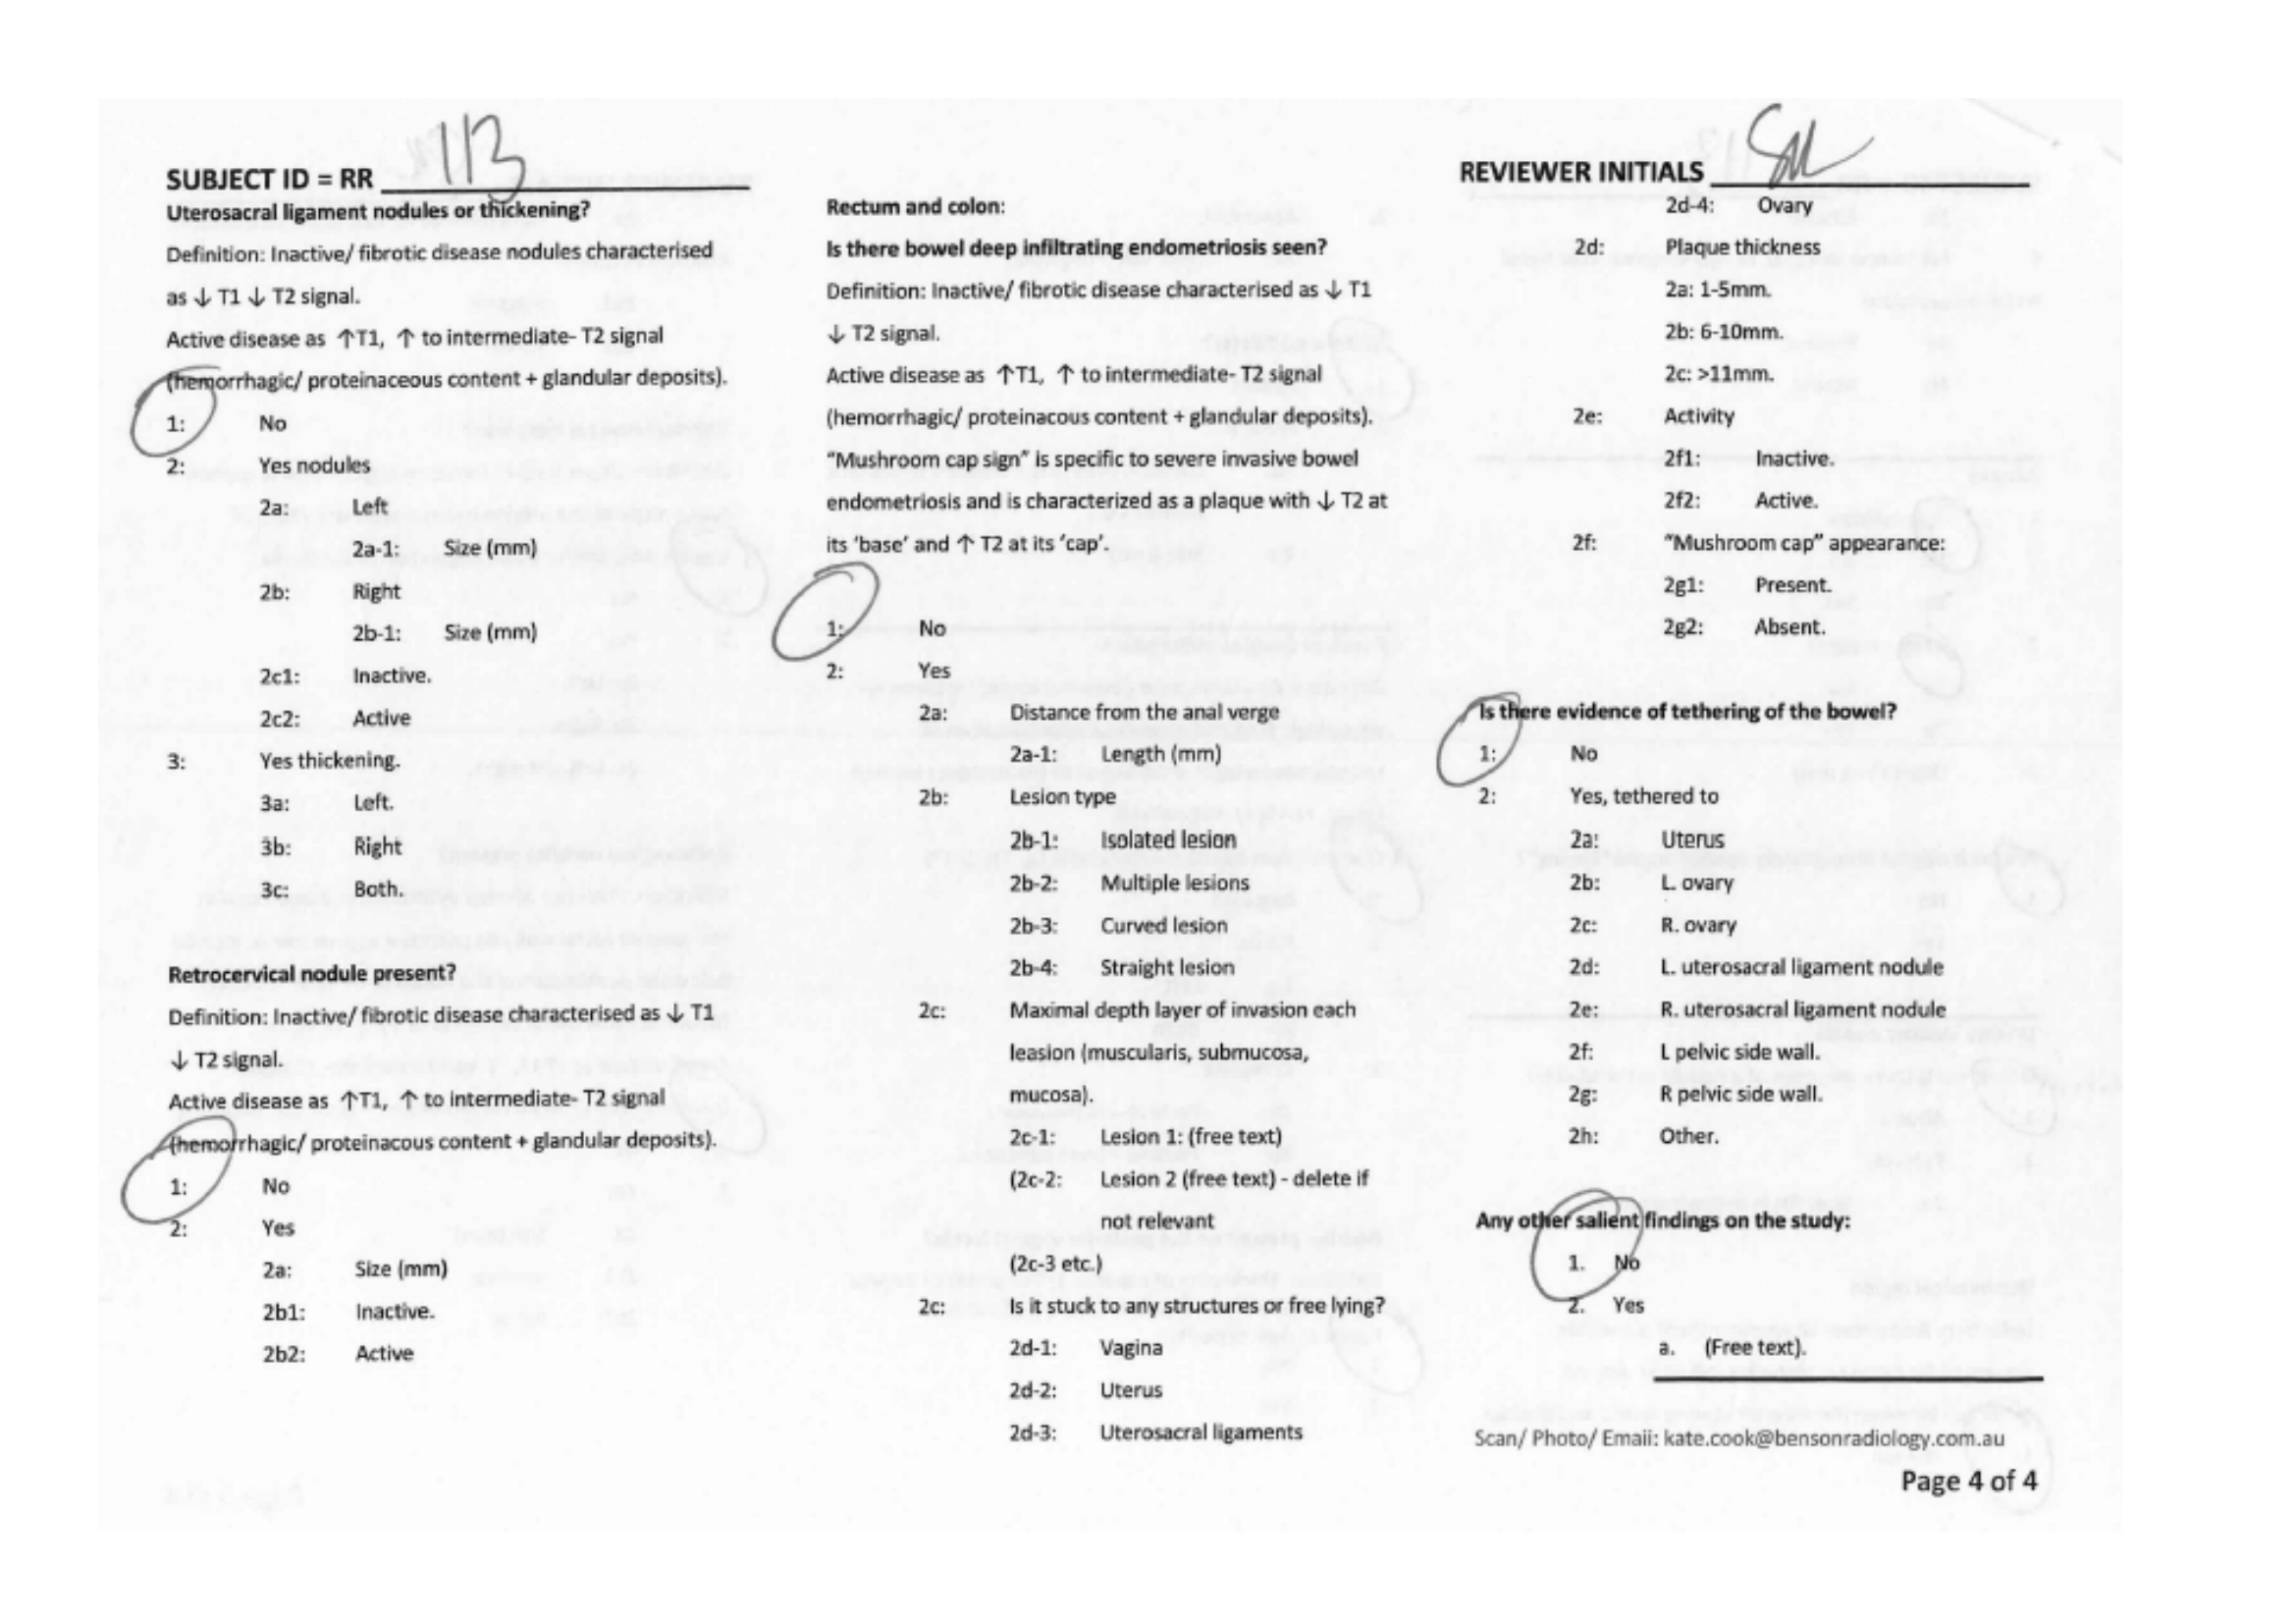 SUBJECT ID = RR 113
Uterosacral ligament nodules or thickening?
Definition: Inactive/ fibrotic disease nodules characterised
as ↓ T1 ↓ T2 signal.
Active disease as ↑T1, ↑ to intermediate- T2 signal
(hemorrhagic/ proteinaceous content + glandular deposits).
1: No
2: Yes nodules
2a: Left
2a-1: Size (mm)
2b: Right
2b-1: Size (mm)
2c1: Inactive.
2c2: Active
3: Yes thickening.
3a: Left.
3b: Right
3c: Both.
Retrocervical nodule present?
Definition: Inactive/ fibrotic disease characterised as ↓ T1
↓ T2 signal.
Active disease as ↑T1, ↑ to intermediate- T2 signal
(hemorrhagic/ proteinacous content + glandular deposits).
1: No
2: Yes
2a: Size (mm)
2b1: Inactive.
2b2: Active
Rectum and colon:
Is there bowel deep infiltrating endometriosis seen?
Definition: Inactive/ fibrotic disease characterised as ↓ T1
↓ T2 signal.
Active disease as ↑T1, ↑ to intermediate- T2 signal
(hemorrhagic/ proteinacous content + glandular deposits).
“Mushroom cap sign” is specific to severe invasive bowel
endometriosis and is characterized as a plaque with ↓ T2 at
its ‘base’ and ↑ T2 at its ‘cap’.
1: No
2: Yes
2a: Distance from the anal verge
2a-1: Length (mm)
2b: Lesion type
2b-1: Isolated lesion
2b-2: Multiple lesions
2b-3: Curved lesion
2b-4: Straight lesion
2c: Maximal depth layer of invasion each
leasion (muscularis, submucosa,
mucosa).
2c-1: Lesion 1: (free text)
(2c-2: Lesion 2 (free text) - delete if
not relevant
(2c-3 etc.)
2c: Is it stuck to any structures or free lying?
2d-1: Vagina
2d-2: Uterus
2d-3: Uterosacral ligaments
REVIEWER INITIALS
2d-4: Ovary
2d: Plaque thickness
2a: 1-5mm.
2b: 6-10mm.
2c: >11mm.
2e: Activity
2f1: Inactive.
2f2: Active.
2f: “Mushroom cap” appearance:
2g1: Present.
2g2: Absent.
Is there evidence of tethering of the bowel?
1: No
2: Yes, tethered to
2a: Uterus
2b: L. ovary
2c: R. ovary
2d: L. uterosacral ligament nodule
2e: R. uterosacral ligament nodule
2f: L pelvic side wall.
2g: R pelvic side wall.
2h: Other.
Any other salient findings on the study:
1. No
2. Yes
a. (Free text).
Scan/ Photo/ Email: kate.cook@bensonradiology.com.au
Page 4 of 4